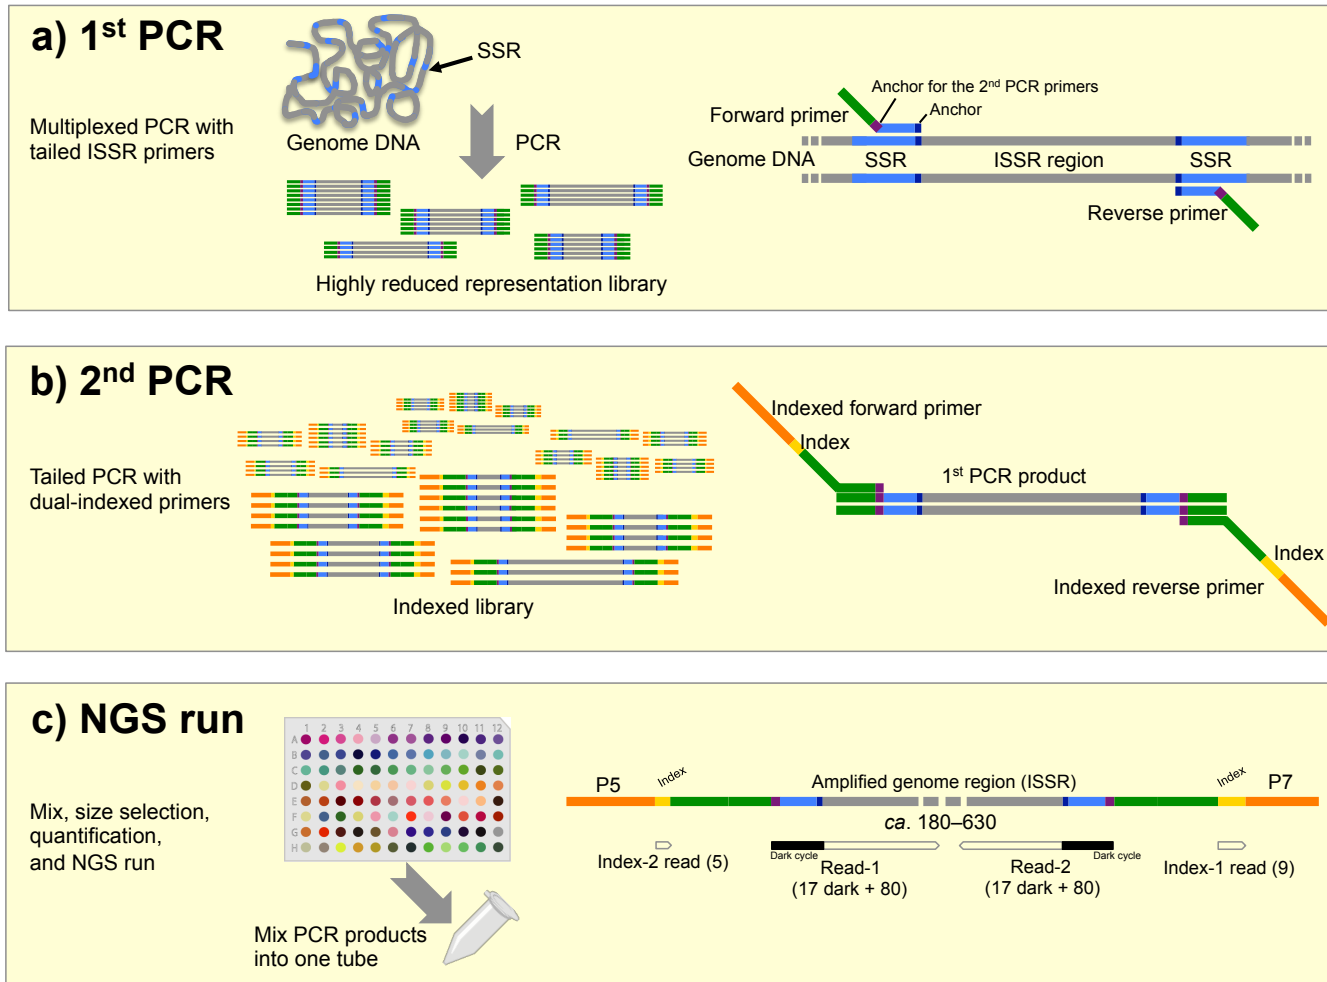 a) 1st PCR
SSR
Multiplexed PCR with
tailed ISSR primers
Genome DNA
PCR
Highly reduced representation library
Anchor for the 2nd PCR primers
Forward primer
Anchor
Genome DNA
SSR
ISSR region
SSR
Reverse primer
b) 2nd PCR
Tailed PCR with
dual-indexed primers
Indexed library
Indexed forward primer
Index
1st PCR product
Index
Indexed reverse primer
c) NGS run
Mix, size selection,
quantification,
and NGS run
1 2 3 4 5 6 7 8 9 10 11 12
A
B
C
D
E
F
G
H
Mix PCR products
into one tube
P5
Index
Amplified genome region (ISSR)
Index
P7
ca. 180–630
Index-2 read (5)
Dark cycle
Read-1
(17 dark + 80)
Dark cycle
Read-2
(17 dark + 80)
Index-1 read (9)